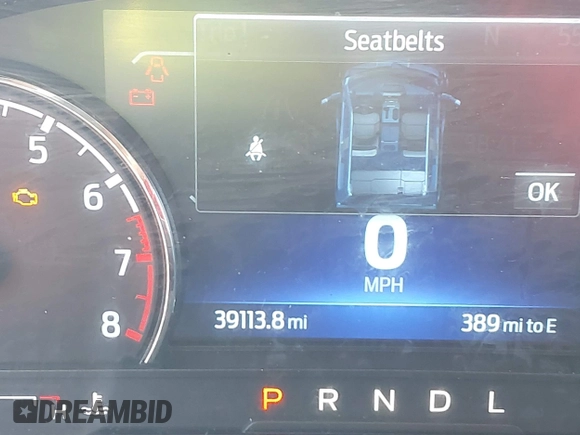 Seatbelts
N
5
6
7
8
OK
0
MPH
39113.8 mi
389 mi to E
P R N D L
DREAMBID